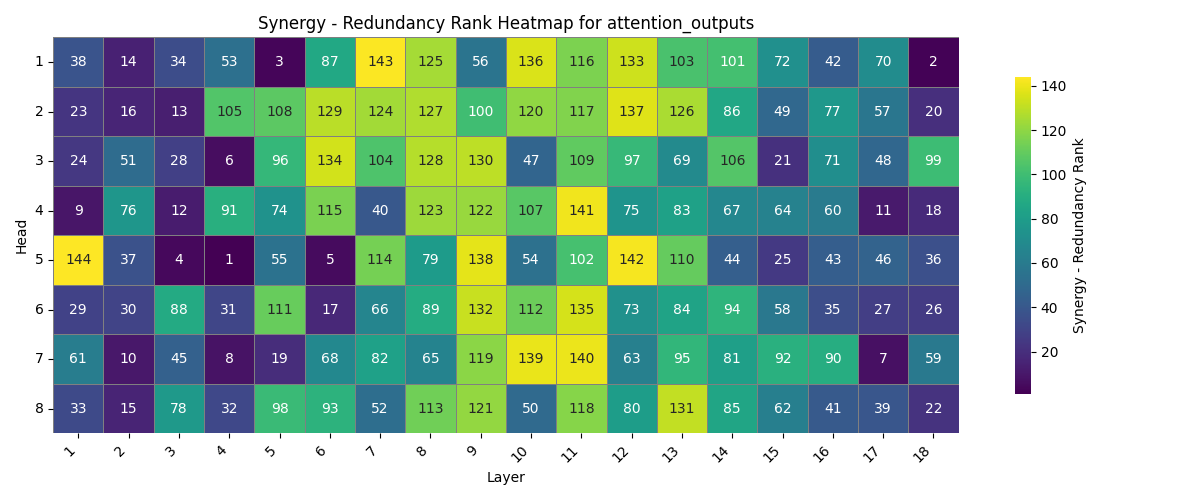 Synergy - Redundancy Rank Heatmap for attention_outputs
1 38 14 34 53 3 87 143 125 56 136 116 133 103 101 72 42 70 2
2 23 16 13 105 108 129 124 127 100 120 117 137 126 86 49 77 57 20
3 24 51 28 6 96 134 104 128 130 47 109 97 69 106 21 71 48 99
4 9 76 12 91 74 115 40 123 122 107 141 75 83 67 64 60 11 18
5 144 37 4 1 55 5 114 79 138 54 102 142 110 44 25 43 46 36
6 29 30 88 31 111 17 66 89 132 112 135 73 84 94 58 35 27 26
7 61 10 45 8 19 68 82 65 119 139 140 63 95 81 92 90 7 59
8 33 15 78 32 98 93 52 113 121 50 118 80 131 85 62 41 39 22
Head
1 2 3 4 5 6 7 8 9 10 11 12 13 14 15 16 17 18
Layer
140
120
100
80
60
40
20
Synergy - Redundancy Rank